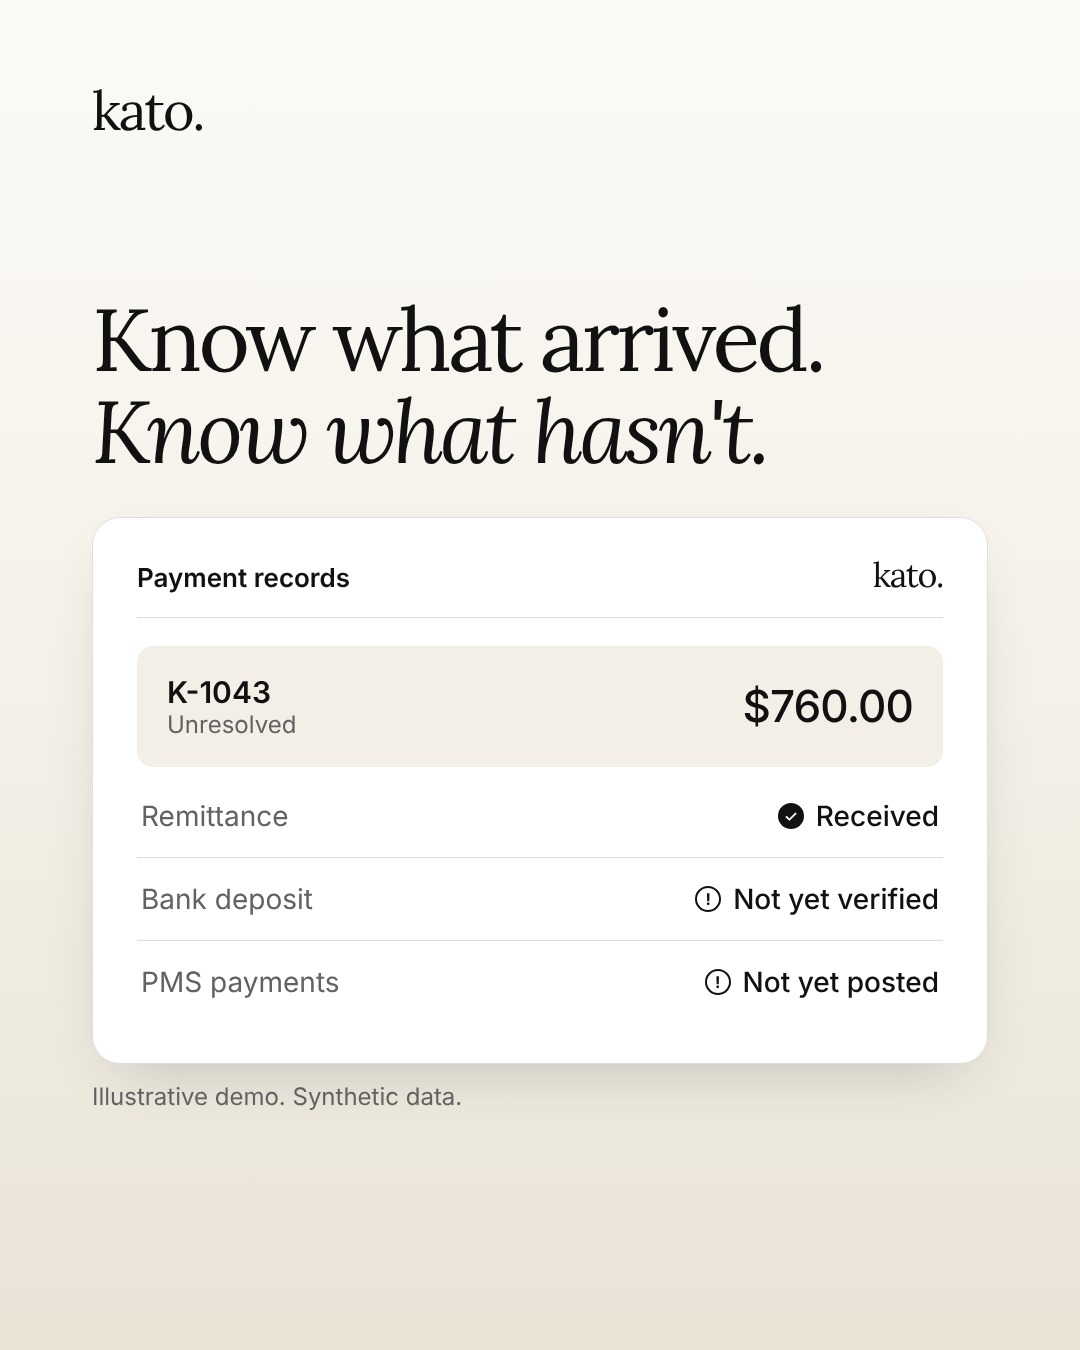 kato.
Know what arrived.
Know what hasn't.
Payment records
kato.
K-1043
$760.00
Unresolved
Remittance
Received
Bank deposit
Not yet verified
PMS payments
Not yet posted
Illustrative demo. Synthetic data.